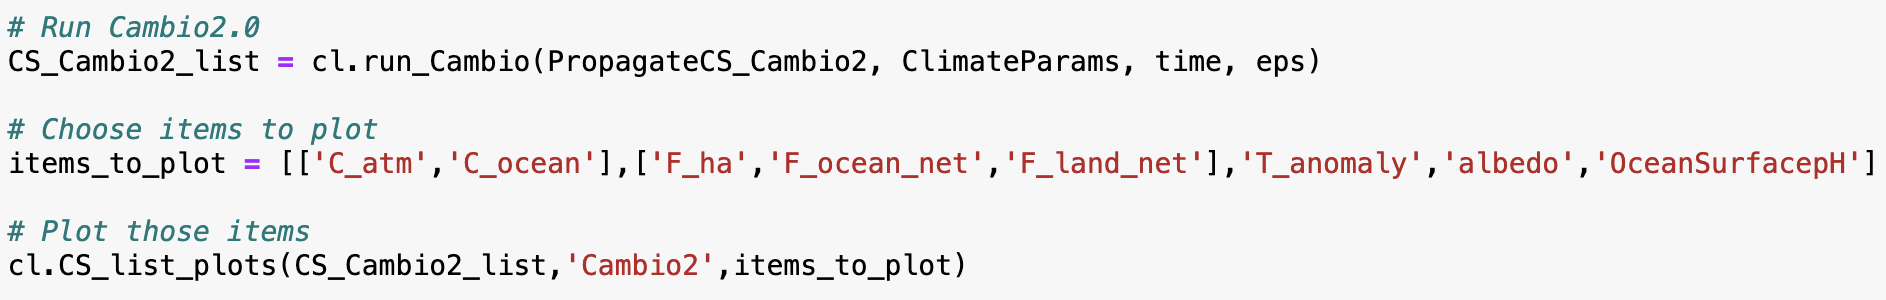 # Run Cambio2.0
CS_Cambio2_list = cl.run_Cambio(PropagateCS_Cambio2, ClimateParams, time, eps)
# Choose items to plot
items_to_plot = [['C_atm','C_ocean'],['F_ha','F_ocean_net','F_land_net'],'T_anomaly','albedo','OceanSurfacepH']
# Plot those items
cl.CS_list_plots(CS_Cambio2_list,'Cambio2',items_to_plot)